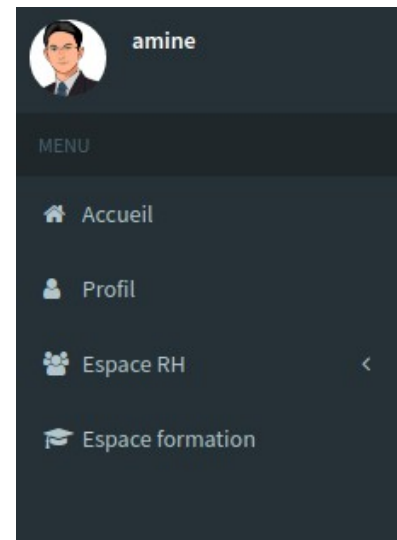 amine
MENU
Accueil
Profil
Espace RH
Espace formation